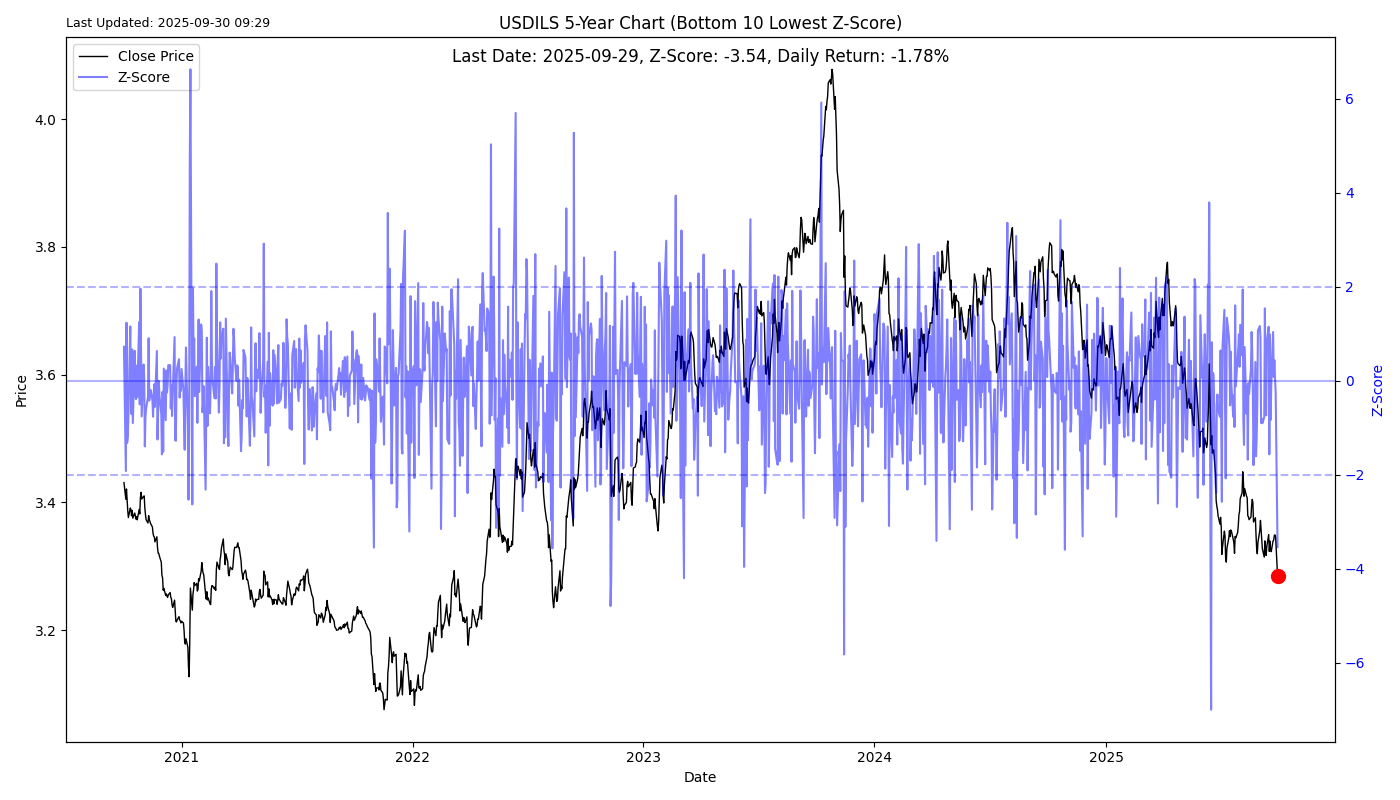 Last Updated: 2025-09-30 09:29
USDILS 5-Year Chart (Bottom 10 Lowest Z-Score)
Last Date: 2025-09-29, Z-Score: -3.54, Daily Return: -1.78%
Close Price
Z-Score
4.0
3.8
3.6
3.4
3.2
Price
6
4
2
0
−2
−4
−6
Z-Score
2021
2022
2023
2024
2025
Date